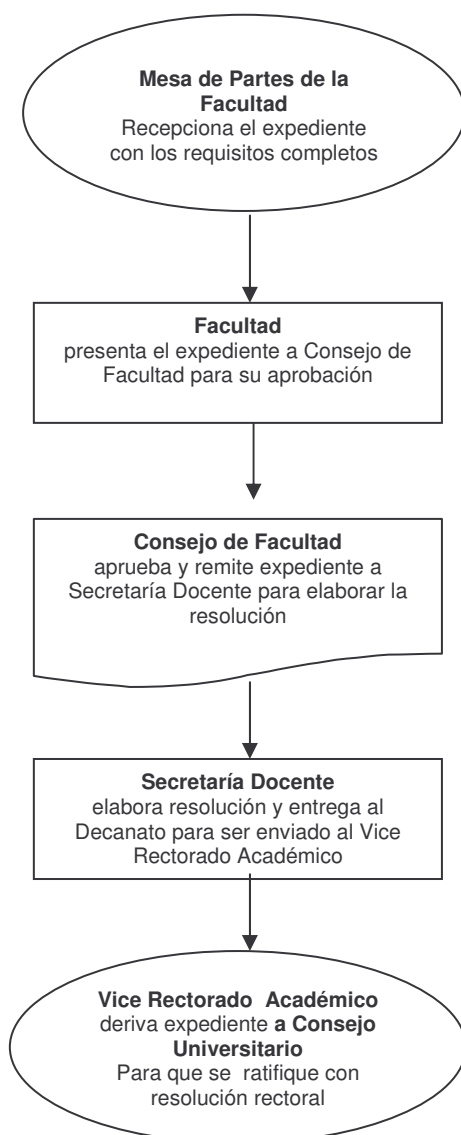 Mesa de Partes de la
Facultad
Recepciona el expediente
con los requisitos completos
Facultad
presenta el expediente a Consejo de
Facultad para su aprobación
Consejo de Facultad
aprueba y remite expediente a
Secretaría Docente para elaborar la
resolución
Secretaría Docente
elabora resolución y entrega al
Decanato para ser enviado al Vice
Rectorado Académico
Vice Rectorado Académico
deriva expediente a Consejo
Universitario
Para que se ratifique con
resolución rectoral